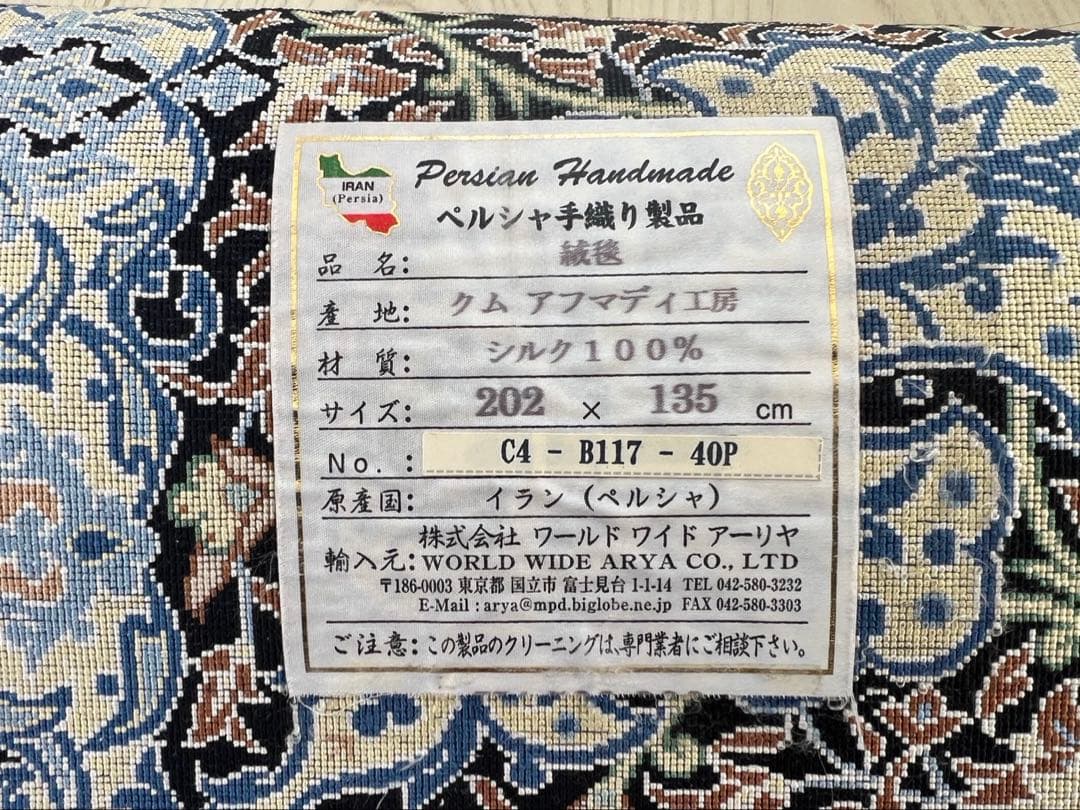 IRAN
(Persia)
Persian Handmade
ペルシャ手織り製品
品 名: 絨毯
産 地: クム アフマディ工房
材 質: シルク100%
サイズ: 202 × 135 cm
No. : C4 - B117 - 40P
原産国: イラン (ペルシャ)
株式会社 ワールド ワイド アーリヤ
輸入元: WORLD WIDE ARYA CO., LTD
〒186-0003 東京都 国立市 富士見台 1-1-14 TEL 042-580-3232
E-Mail : arya@mpd.biglobe.ne.jp FAX 042-580-3303
ご注意: この製品のクリーニングは、専門業者にご相談下さい。